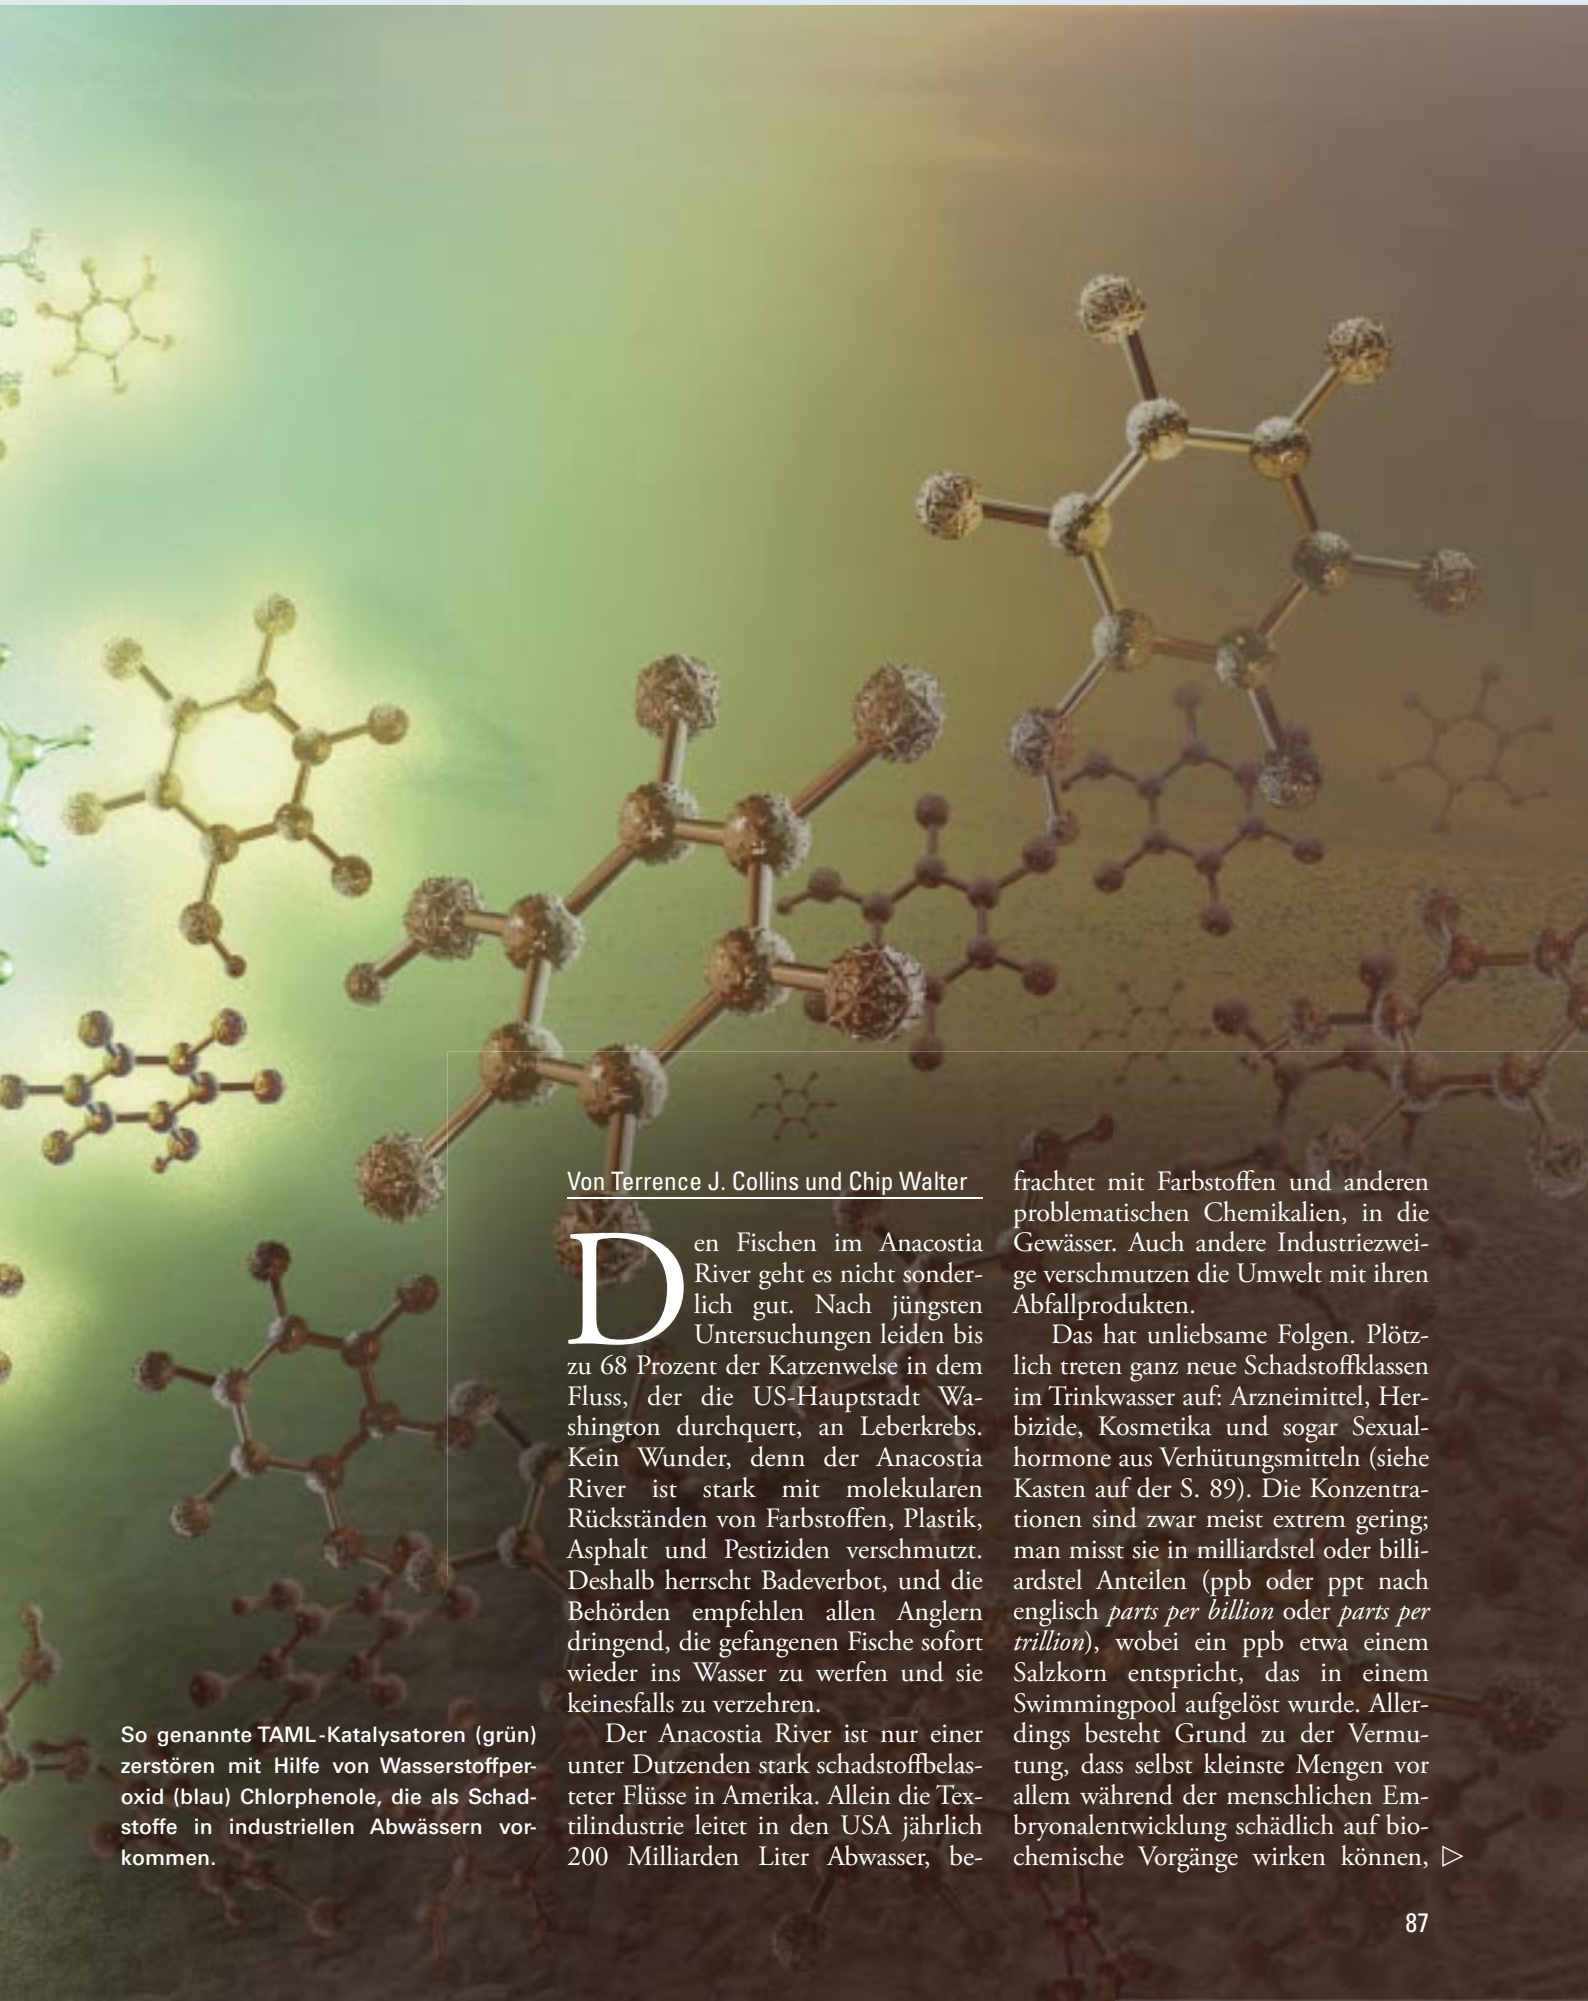 Von Terrence J. Collins und Chip Walter
Den Fischen im Anacostia
River geht es nicht sonder-
lich gut. Nach jüngsten
Untersuchungen leiden bis
zu 68 Prozent der Katzenwelse in dem
Fluss, der die US-Hauptstadt Wa-
shington durchquert, an Leberkrebs.
Kein Wunder, denn der Anacostia
River ist stark mit molekularen
Rückständen von Farbstoffen, Plastik,
Asphalt und Pestiziden verschmutzt.
Deshalb herrscht Badeverbot, und die
Behörden empfehlen allen Anglern
dringend, die gefangenen Fische sofort
wieder ins Wasser zu werfen und sie
keinesfalls zu verzehren.
Der Anacostia River ist nur einer
unter Dutzenden stark schadstoffbelas-
teter Flüsse in Amerika. Allein die Tex-
tilindustrie leitet in den USA jährlich
200 Milliarden Liter Abwasser, be-
frachtet mit Farbstoffen und anderen
problematischen Chemikalien, in die
Gewässer. Auch andere Industriezwei-
ge verschmutzen die Umwelt mit ihren
Abfallprodukten.
Das hat unliebsame Folgen. Plötz-
lich treten ganz neue Schadstoffklassen
im Trinkwasser auf: Arzneimittel, Her-
bizide, Kosmetika und sogar Sexual-
hormone aus Verhütungsmitteln (siehe
Kasten auf der S. 89). Die Konzentra-
tionen sind zwar meist extrem gering;
man misst sie in milliardstel oder billi-
ardstel Anteilen (ppb oder ppt nach
englisch parts per billion oder parts per
trillion), wobei ein ppb etwa einem
Salzkorn entspricht, das in einem
Swimmingpool aufgelöst wurde. Aller-
dings besteht Grund zu der Vermu-
tung, dass selbst kleinste Mengen vor
allem während der menschlichen Em-
bryonalentwicklung schädlich auf bio-
chemische Vorgänge wirken können, ▷
So genannte TAML-Katalysatoren (grün)
zerstören mit Hilfe von Wasserstoffper-
oxid (blau) Chlorphenole, die als Schad-
stoffe in industriellen Abwässern vor-
kommen.
87